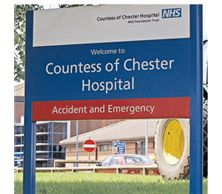 Countess of Chester Hospital
NHS
NHS Foundation Trust
Welcome to
Countess of Chester
Hospital
Accident and Emergency